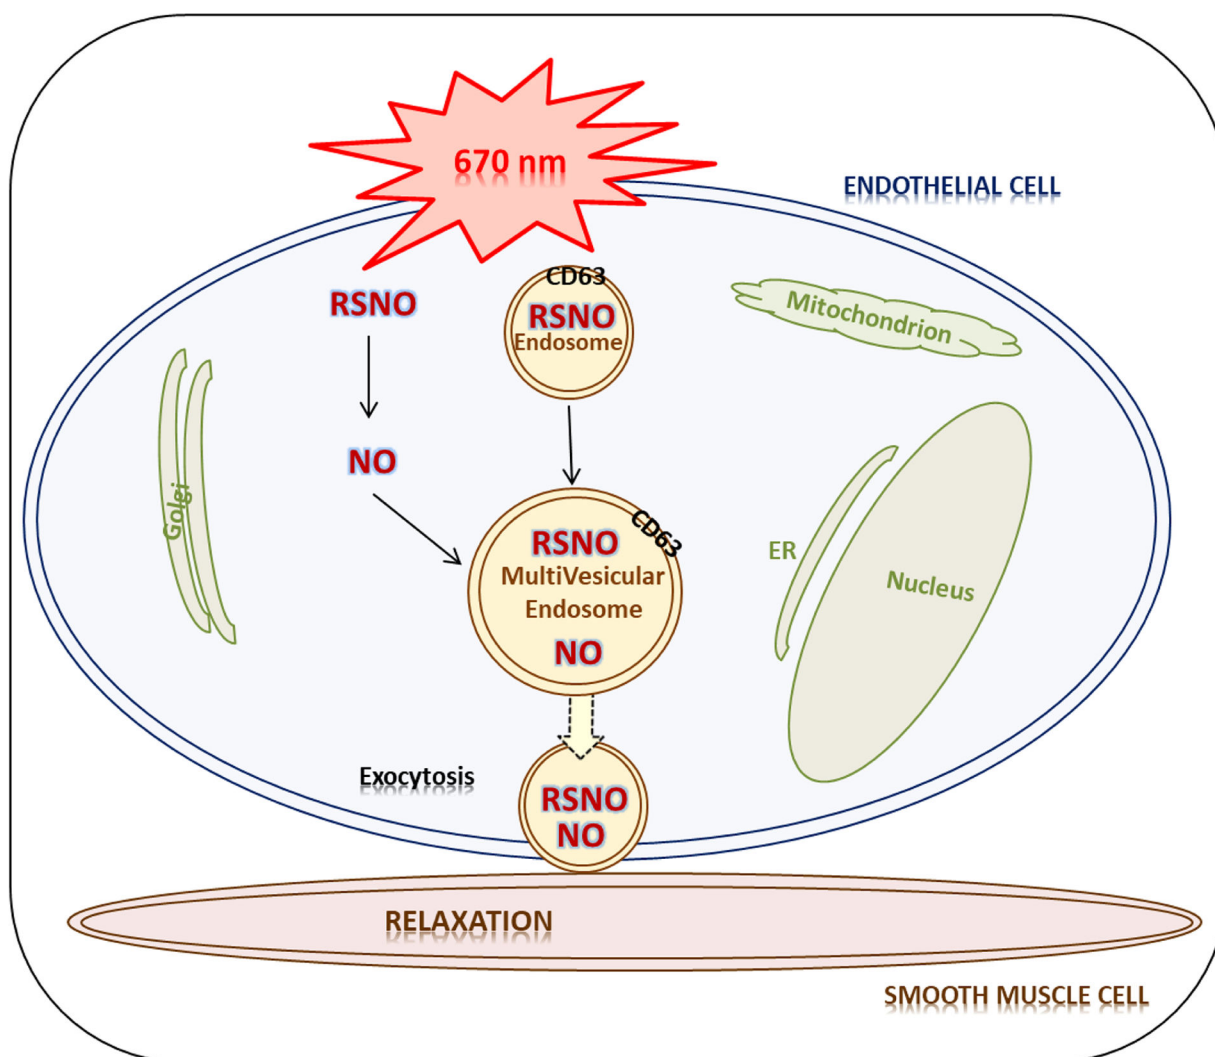 670 nm
ENDOTHELIAL CELL
CD63
RSNO
RSNO
Endosome
Mitochondrion
Golgi
NO
CD63
RSNO
MultiVesicular
Endosome
NO
ER
Nucleus
Exocytosis
RSNO
NO
RELAXATION
SMOOTH MUSCLE CELL